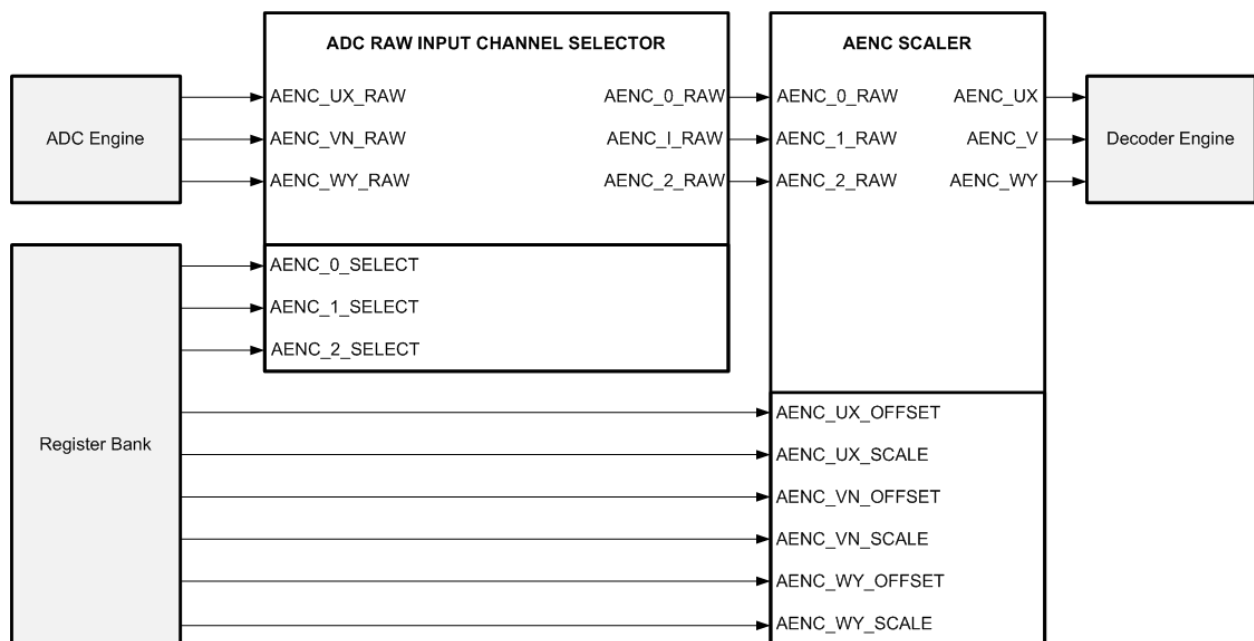 ADC RAW INPUT CHANNEL SELECTOR
AENC SCALER
ADC Engine
AENC_UX_RAW
AENC_VN_RAW
AENC_WY_RAW
AENC_0_RAW
AENC_I_RAW
AENC_2_RAW
AENC_0_RAW
AENC_1_RAW
AENC_2_RAW
AENC_UX
AENC_V
AENC_WY
Decoder Engine
Register Bank
AENC_0_SELECT
AENC_1_SELECT
AENC_2_SELECT
AENC_UX_OFFSET
AENC_UX_SCALE
AENC_VN_OFFSET
AENC_VN_SCALE
AENC_WY_OFFSET
AENC_WY_SCALE